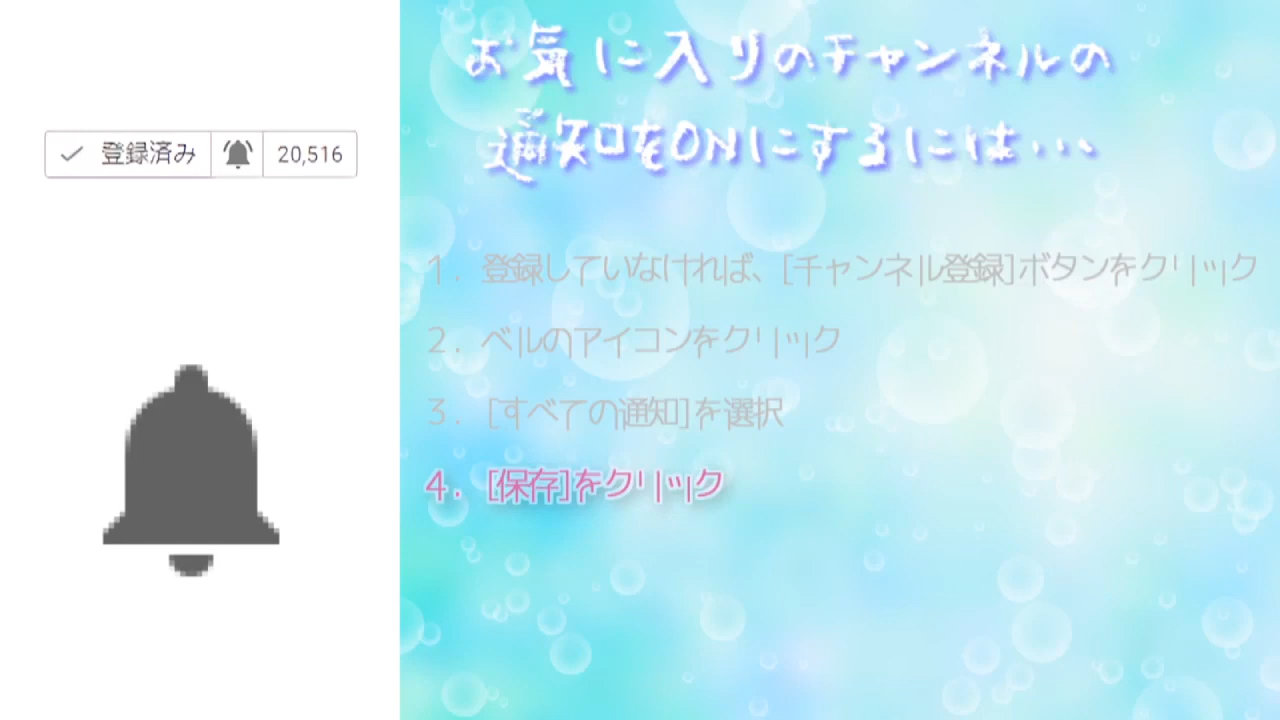 登録済み 20,516
お気に入りのチャンネルの
通知をONにするには・・・
1. 登録していなければ、[チャンネル登録]ボタンをクリック
2. ベルのアイコンをクリック
3. [すべての通知]を選択
4. [保存]をクリック